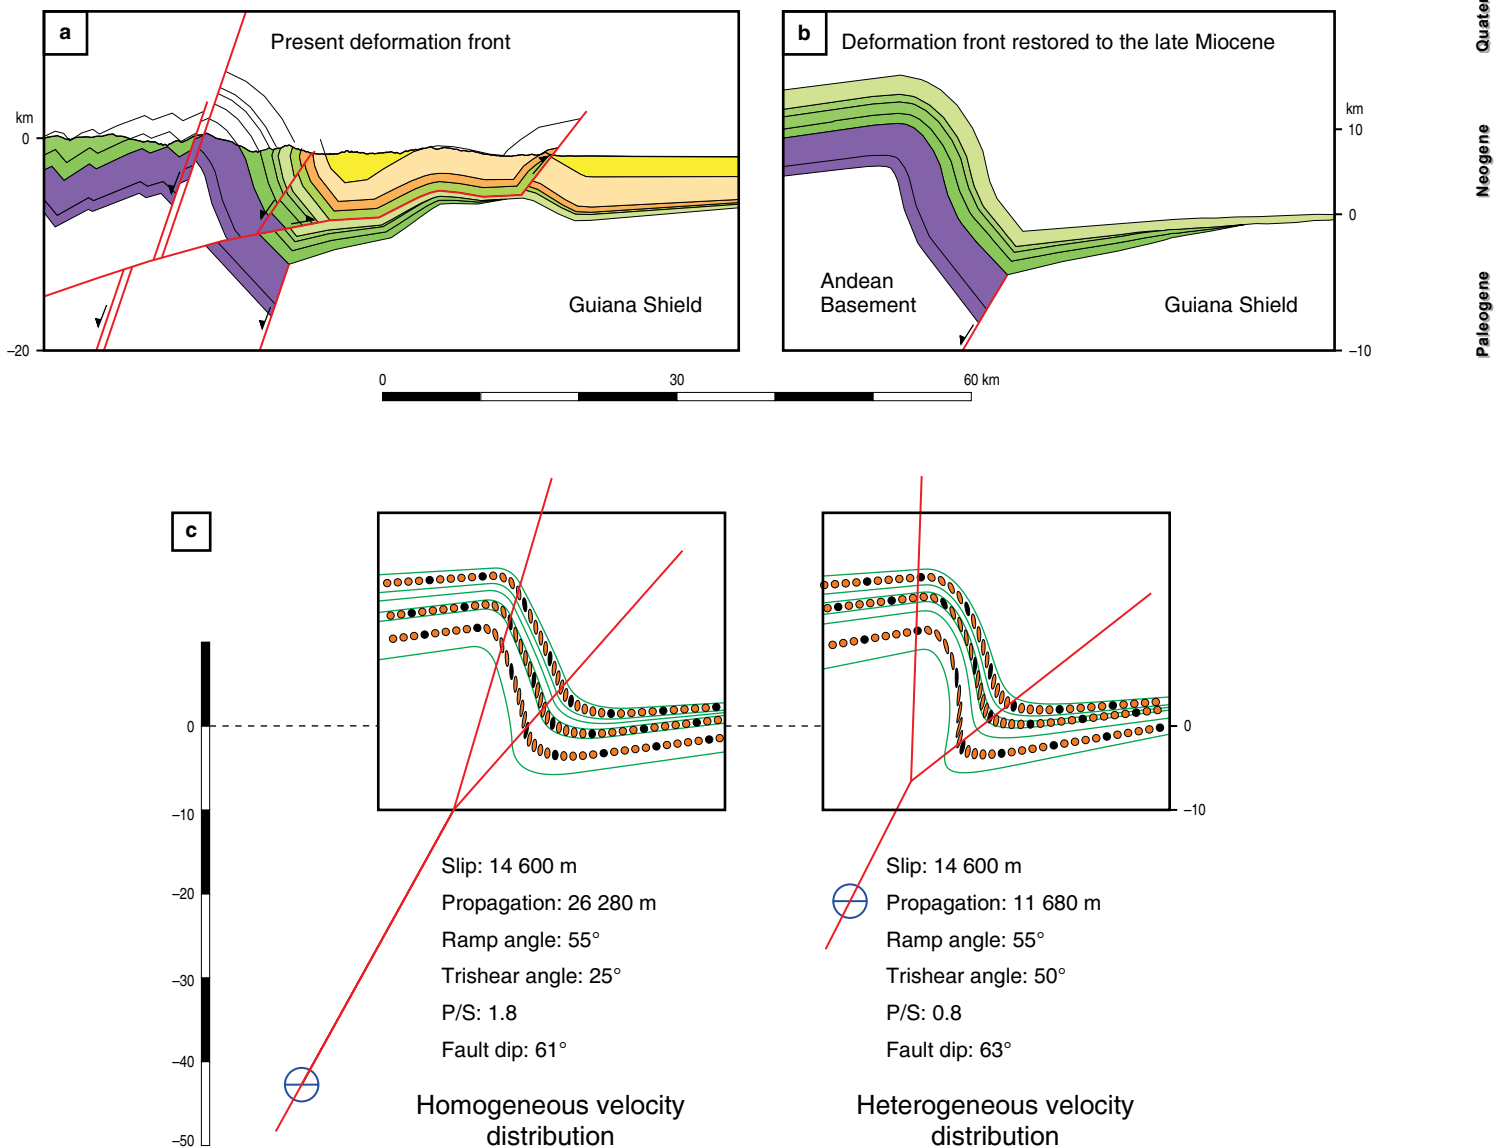 a
Present deformation front
km
0
−20
Guiana Shield
b
Deformation front restored to the late Miocene
km
10
0
−10
Andean
Basement
Guiana Shield
Neogene
Paleogene
0
30
60 km
c
0
−10
−20
−30
−40
−50
0
−10
Slip: 14 600 m
Propagation: 26 280 m
Ramp angle: 55°
Trishear angle: 25°
P/S: 1.8
Fault dip: 61°
Homogeneous velocity
distribution
Slip: 14 600 m
Propagation: 11 680 m
Ramp angle: 55°
Trishear angle: 50°
P/S: 0.8
Fault dip: 63°
Heterogeneous velocity
distribution